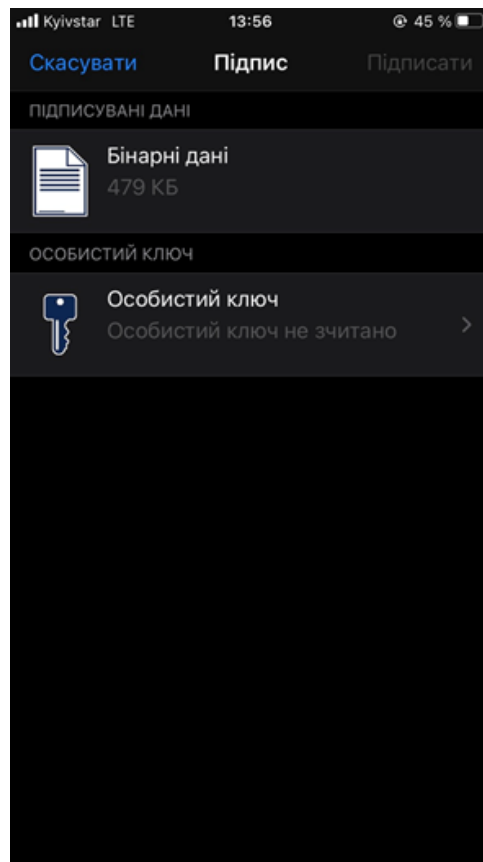 Kyivstar LTE 13:56 45 %
Скасувати Підпис Підписати
ПІДПИСУВАНІ ДАНІ
Бінарні дані
479 КБ
ОСОБИСТИЙ КЛЮЧ
Особистий ключ
Особистий ключ не зчитано